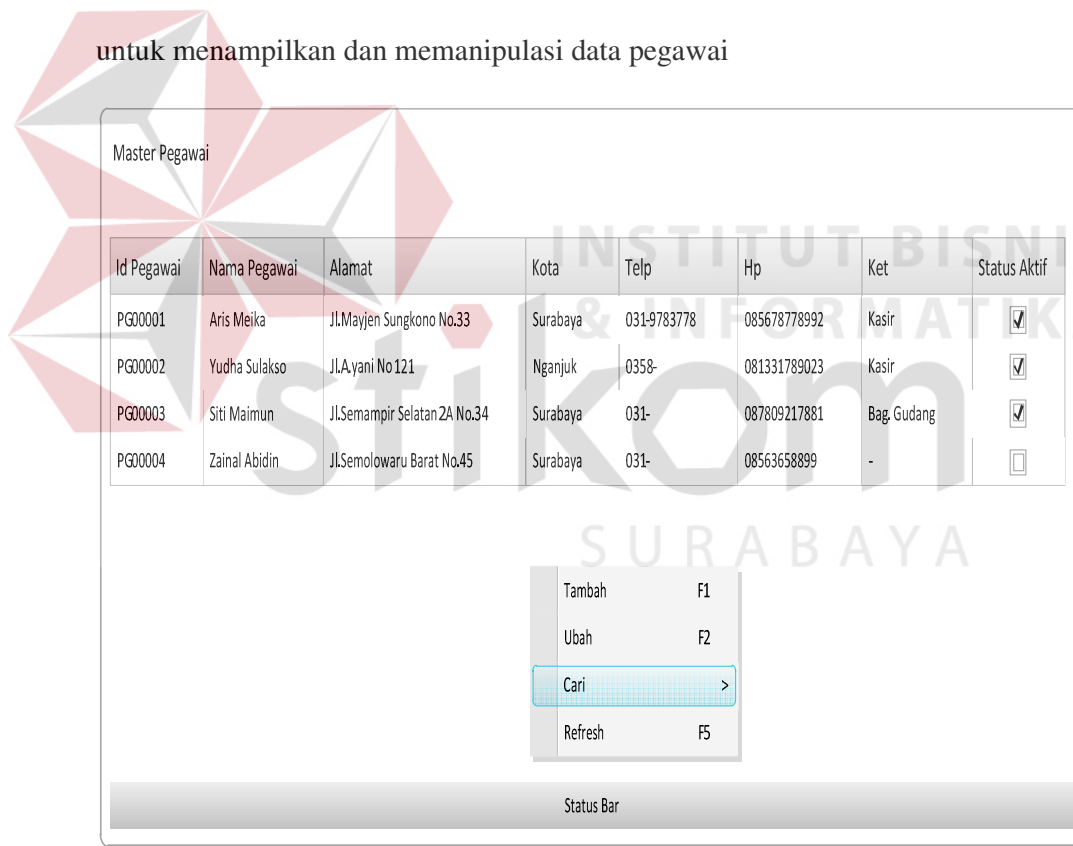 untuk menampilkan dan memanipulasi data pegawai
Master Pegawai
INSTITUT BISNI
& INFORMATIK
stikom
SURABAYA
Id Pegawai Nama Pegawai Alamat Kota Telp Hp Ket Status Aktif
PG00001 Aris Meika Jl.Mayjen Sungkono No.33 Surabaya 031-9783778 085678778992 Kasir
PG00002 Yudha Sulakso Jl.A.yani No 121 Nganjuk 0358- 081331789023 Kasir
PG00003 Siti Maimun Jl.Semampir Selatan 2A No.34 Surabaya 031- 087809217881 Bag. Gudang
PG00004 Zainal Abidin Jl.Semolowaru Barat No.45 Surabaya 031- 08563658899 -
Tambah F1
Ubah F2
Cari >
Refresh F5
Status Bar